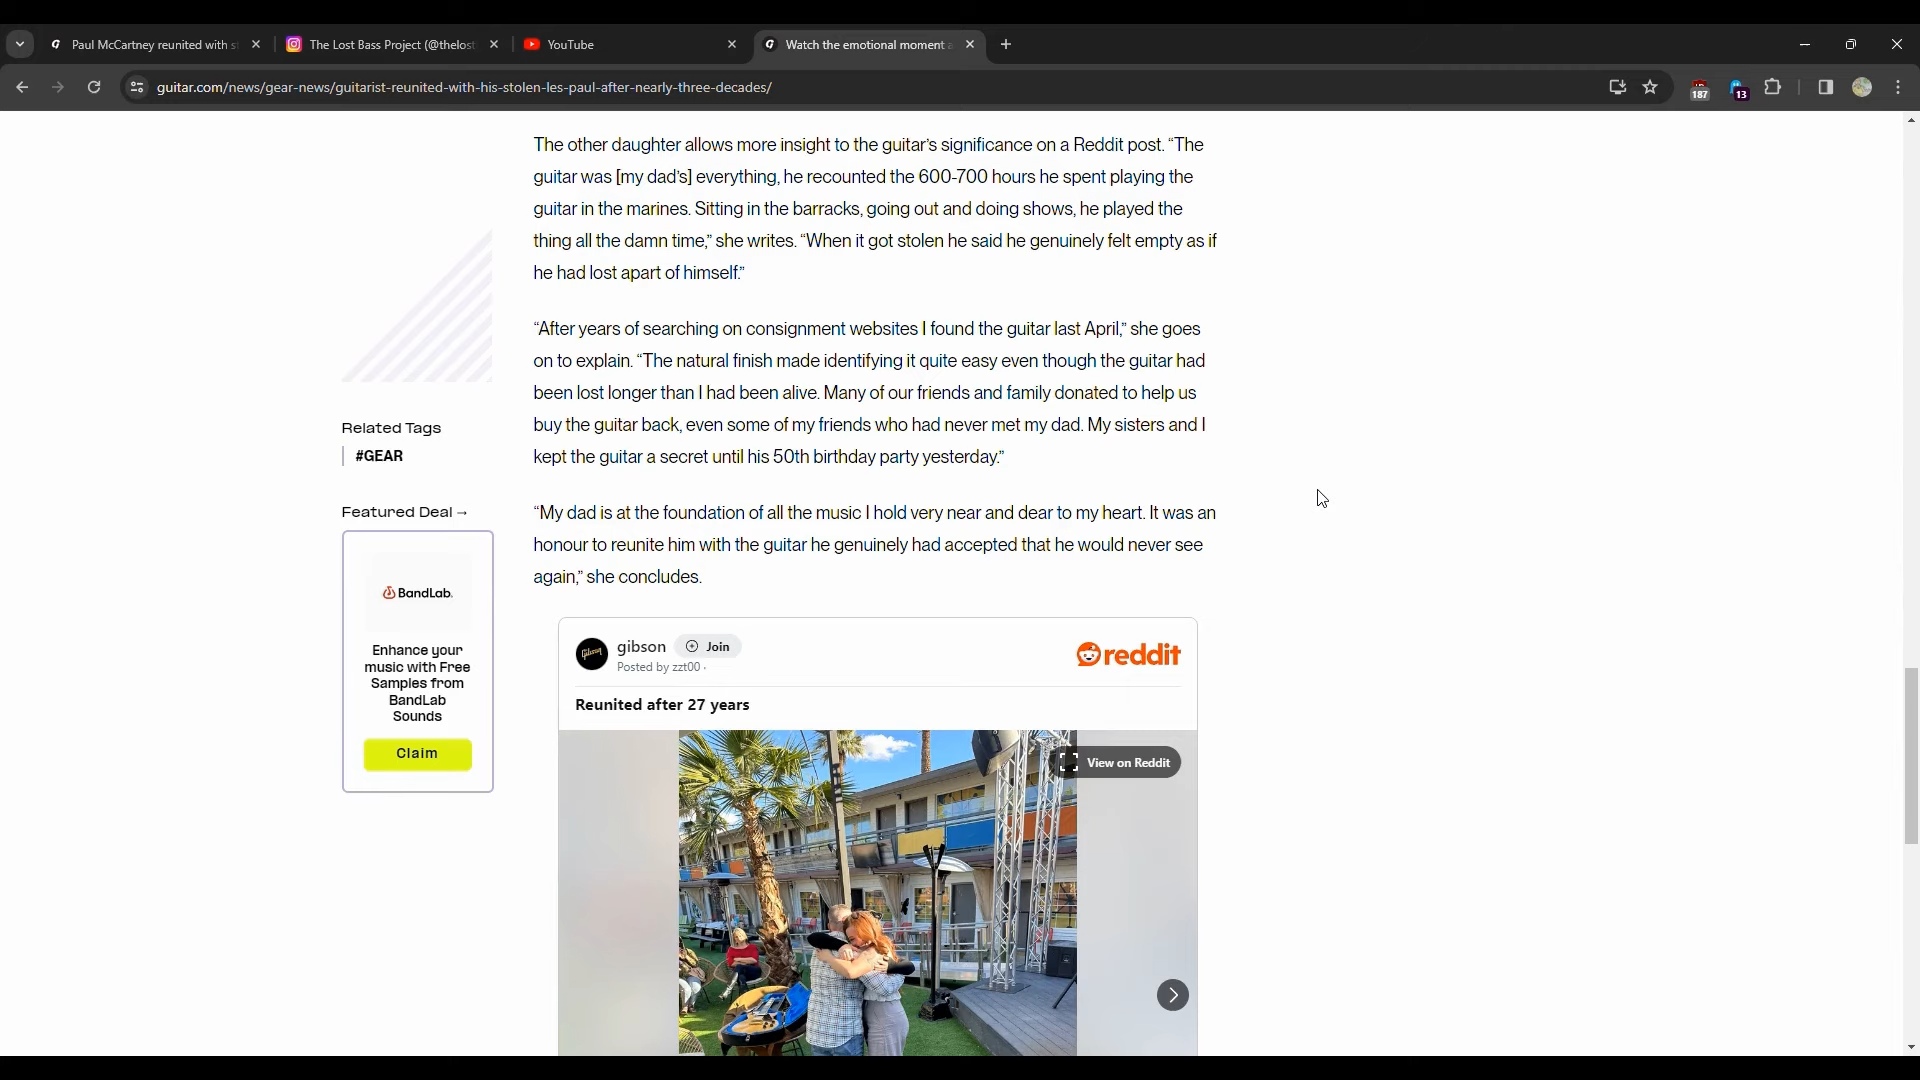 Paul McCartney reunited with s
The Lost Bass Project (@thelost
YouTube
Watch the emotional moment a
guitar.com/news/gear-news/guitarist-reunited-with-his-stolen-les-paul-after-nearly-three-decades/
187
13
The other daughter allows more insight to the guitar’s significance on a Reddit post. “The
guitar was [my dad’s] everything, he recounted the 600-700 hours he spent playing the
guitar in the marines. Sitting in the barracks, going out and doing shows, he played the
thing all the damn time,” she writes. “When it got stolen he said he genuinely felt empty as if
he had lost apart of himself.”
“After years of searching on consignment websites I found the guitar last April,” she goes
on to explain. “The natural finish made identifying it quite easy even though the guitar had
been lost longer than I had been alive. Many of our friends and family donated to help us
buy the guitar back, even some of my friends who had never met my dad. My sisters and I
kept the guitar a secret until his 50th birthday party yesterday.”
“My dad is at the foundation of all the music I hold very near and dear to my heart. It was an
honour to reunite him with the guitar he genuinely had accepted that he would never see
again,” she concludes.
Related Tags
#GEAR
Featured Deal →
BandLab.
Enhance your
music with Free
Samples from
BandLab
Sounds
Claim
Gibson
gibson
Join
Posted by zzt00 ·
reddit
Reunited after 27 years
View on Reddit